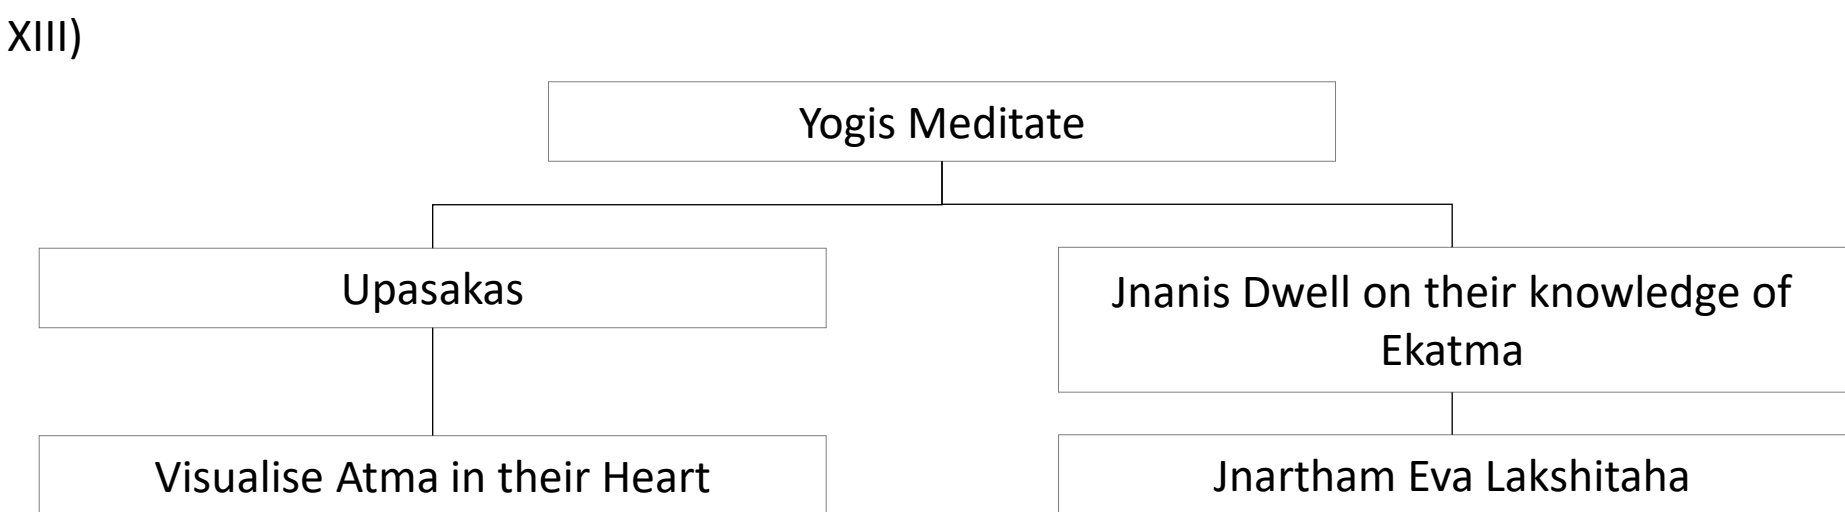 XIII)
Yogis Meditate
Upasakas
Jnanis Dwell on their knowledge of
Ekatma
Visualise Atma in their Heart
Jnartham Eva Lakshitaha